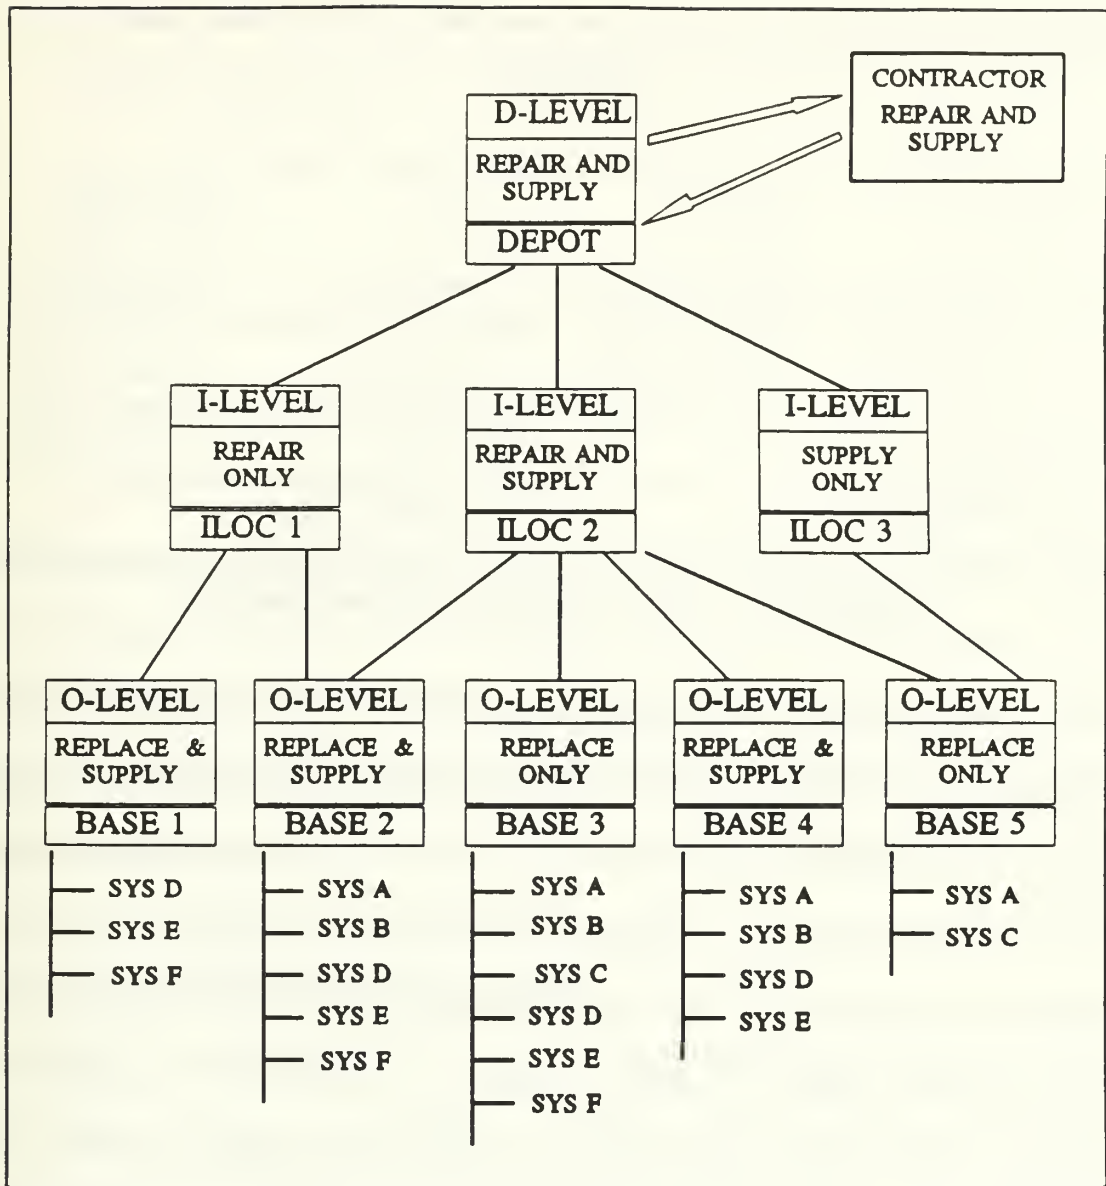 CONTRACTOR
REPAIR AND
SUPPLY
D-LEVEL
REPAIR AND
SUPPLY
DEPOT
I-LEVEL
REPAIR
ONLY
ILOC 1
I-LEVEL
REPAIR AND
SUPPLY
ILOC 2
I-LEVEL
SUPPLY
ONLY
ILOC 3
O-LEVEL
REPLACE &
SUPPLY
BASE 1
SYS D
SYS E
SYS F
O-LEVEL
REPLACE &
SUPPLY
BASE 2
SYS A
SYS B
SYS D
SYS E
SYS F
O-LEVEL
REPLACE
ONLY
BASE 3
SYS A
SYS B
SYS C
SYS D
SYS E
SYS F
O-LEVEL
REPLACE &
SUPPLY
BASE 4
SYS A
SYS B
SYS D
SYS E
O-LEVEL
REPLACE
ONLY
BASE 5
SYS A
SYS C